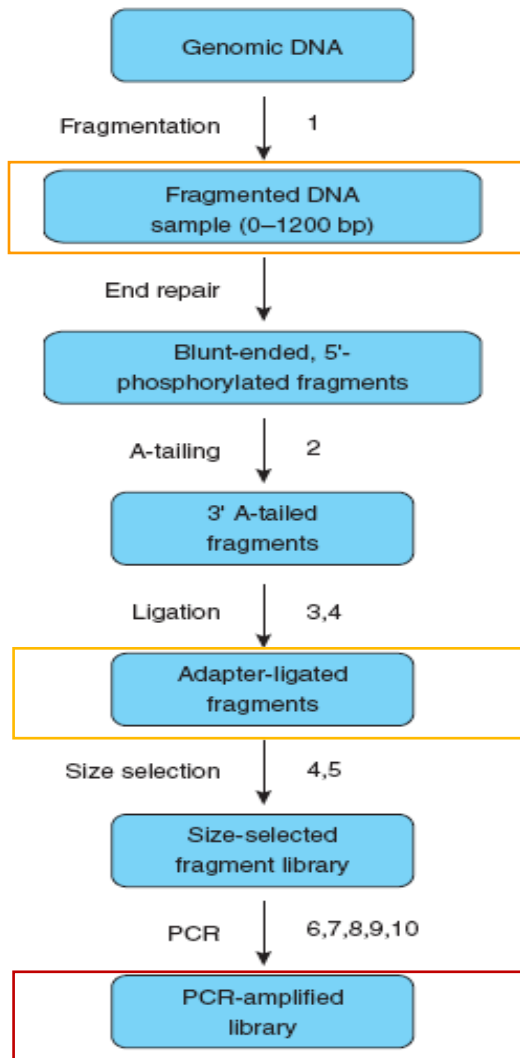 Genomic DNA
Fragmentation 1
Fragmented DNA
sample (0–1200 bp)
End repair
Blunt-ended, 5'-
phosphorylated fragments
A-tailing 2
3' A-tailed
fragments
Ligation 3,4
Adapter-ligated
fragments
Size selection 4,5
Size-selected
fragment library
PCR 6,7,8,9,10
PCR-amplified
library